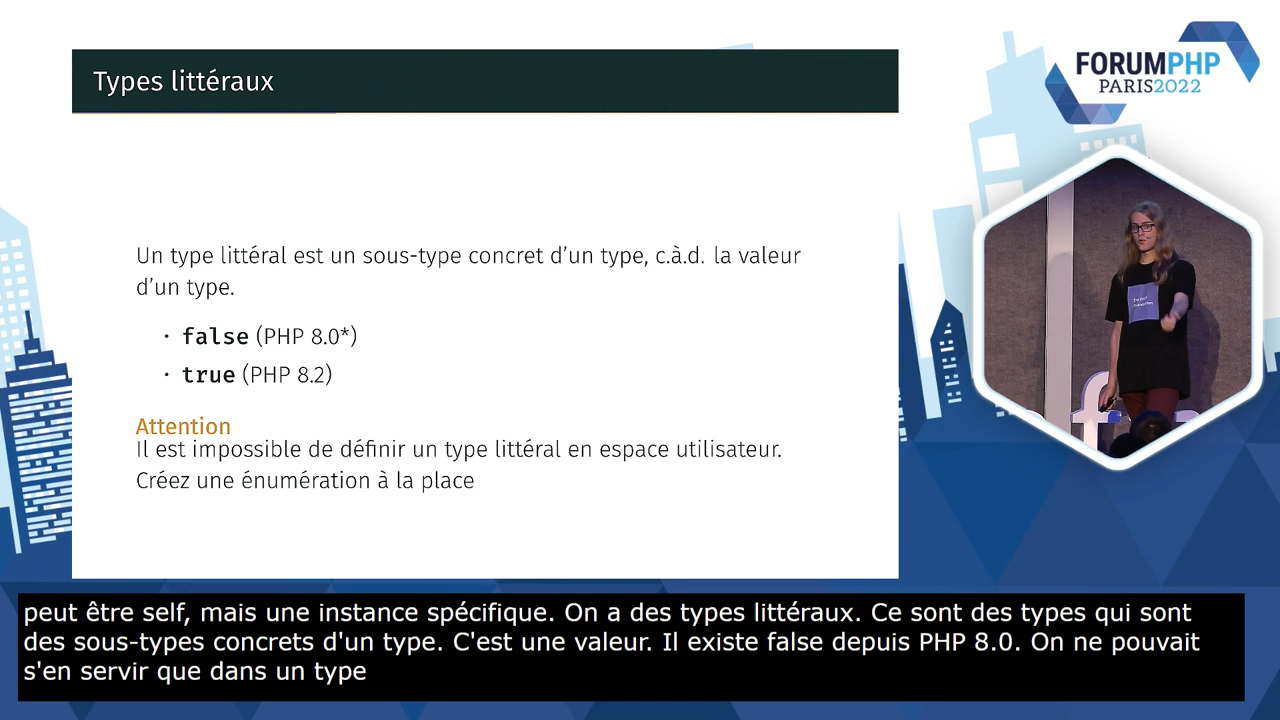 Types littéraux
FORUMPHP
PARIS2022
Un type littéral est un sous-type concret d’un type, c.à.d. la valeur
d’un type.
· false (PHP 8.0*)
· true (PHP 8.2)
Attention
Il est impossible de définir un type littéral en espace utilisateur.
Créez une énumération à la place
peut être self, mais une instance spécifique. On a des types littéraux. Ce sont des types qui sont
des sous-types concrets d'un type. C'est une valeur. Il existe false depuis PHP 8.0. On ne pouvait
s'en servir que dans un type